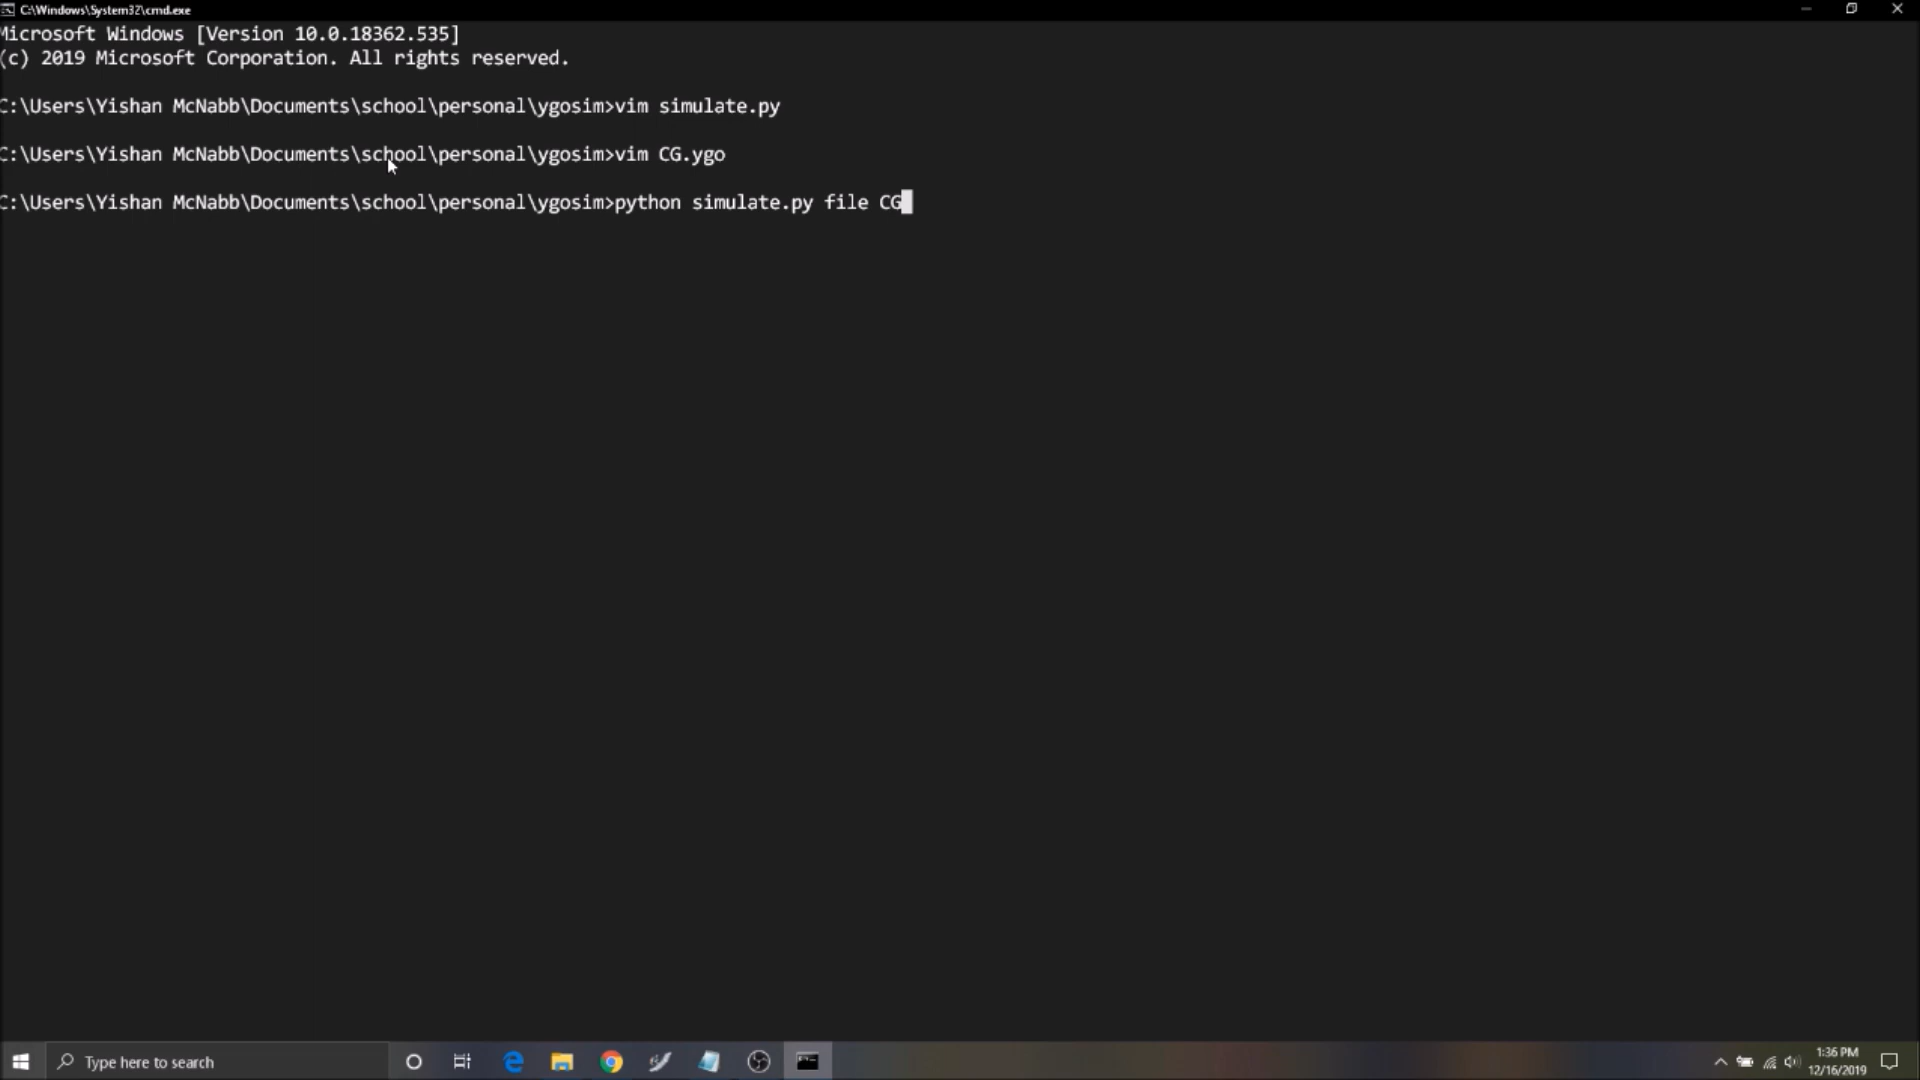 C:\Windows\System32\cmd.exe
Microsoft Windows [Version 10.0.18362.535]
(c) 2019 Microsoft Corporation. All rights reserved.
C:\Users\Yishan McNabb\Documents\school\personal\ygosim>vim simulate.py
C:\Users\Yishan McNabb\Documents\school\personal\ygosim>vim CG.ygo
C:\Users\Yishan McNabb\Documents\school\personal\ygosim>python simulate.py file CG
Type here to search
1:36 PM
12/16/2019